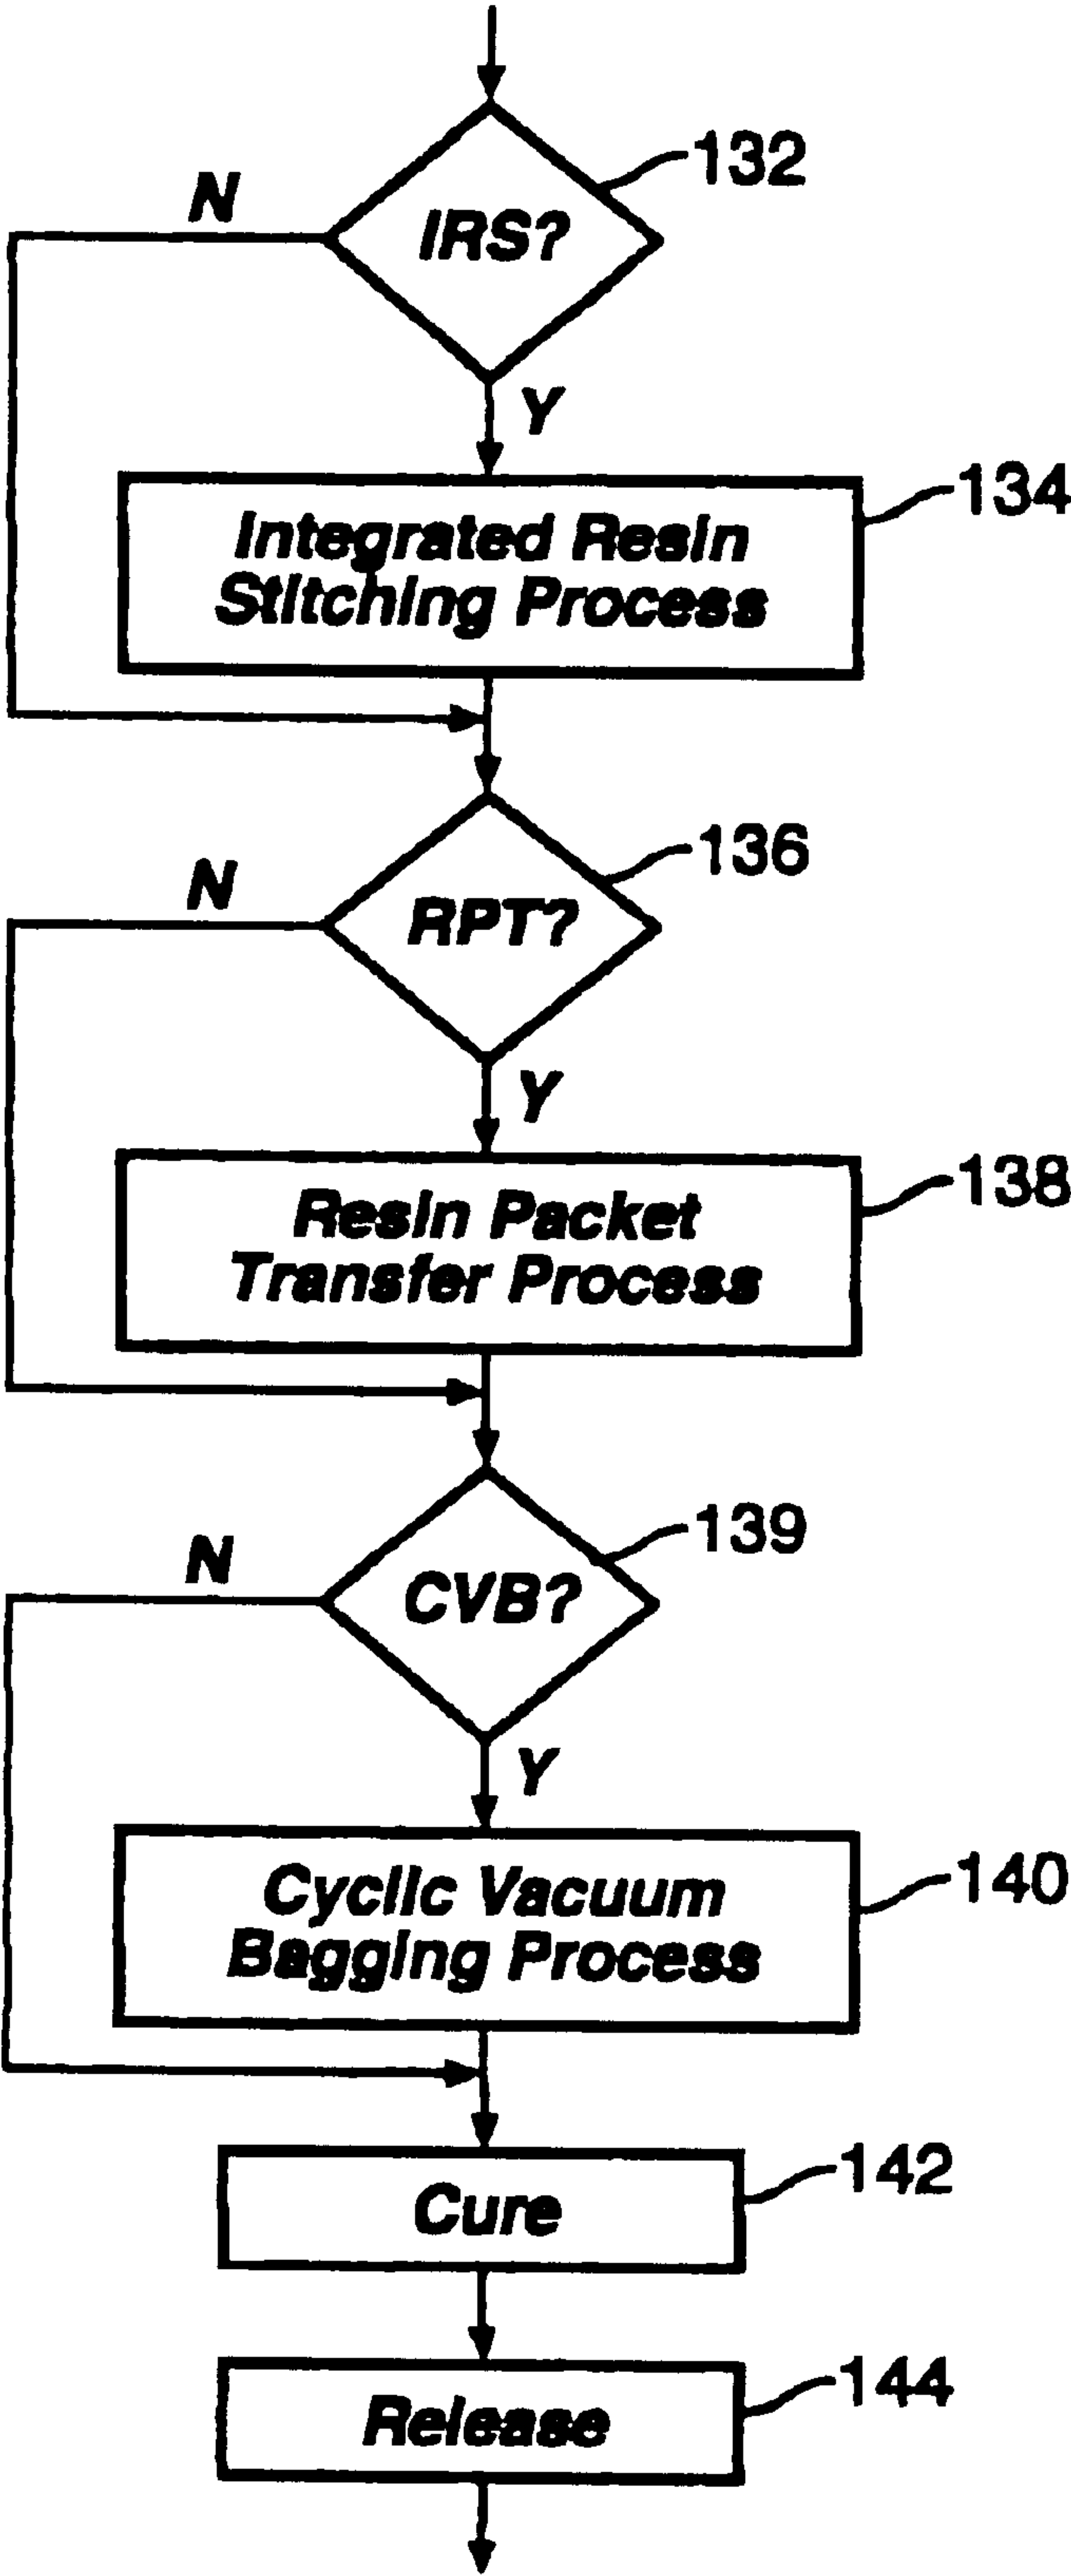 132
N
IRS?
Y
134
Integrated Resin
Stitching Process
136
N
RPT?
Y
138
Resin Packet
Transfer Process
139
N
CVB?
Y
140
Cyclic Vacuum
Bagging Process
142
Cure
144
Release